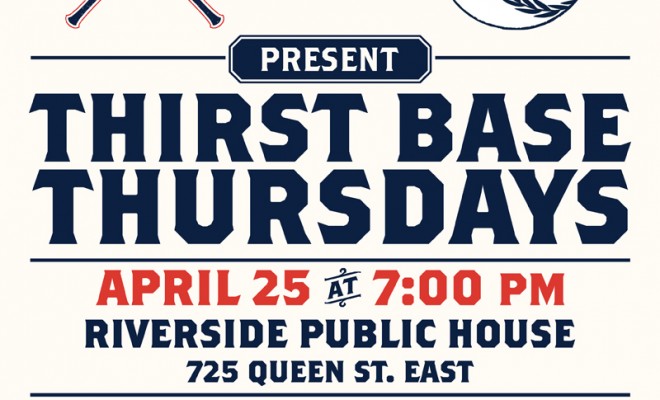 PRESENT
THIRST BASE
THURSDAYS
APRIL 25 AT 7:00 PM
RIVERSIDE PUBLIC HOUSE
725 QUEEN ST. EAST